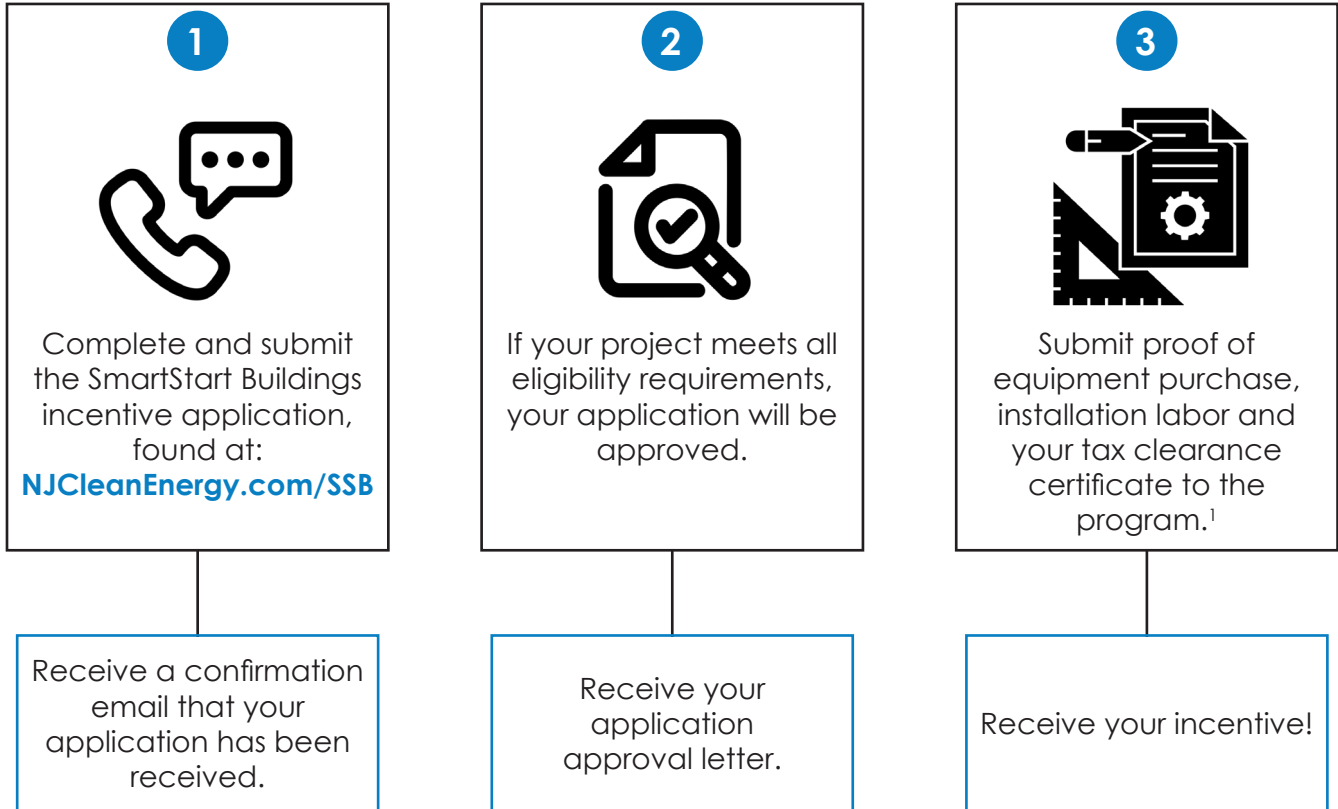 1
Complete and submit
the SmartStart Buildings
incentive application,
found at:
NJCleanEnergy.com/SSB
Receive a confirmation
email that your
application has been
received.
2
If your project meets all
eligibility requirements,
your application will be
approved.
Receive your
application
approval letter.
3
Submit proof of
equipment purchase,
installation labor and
your tax clearance
certificate to the
program.¹
Receive your incentive!